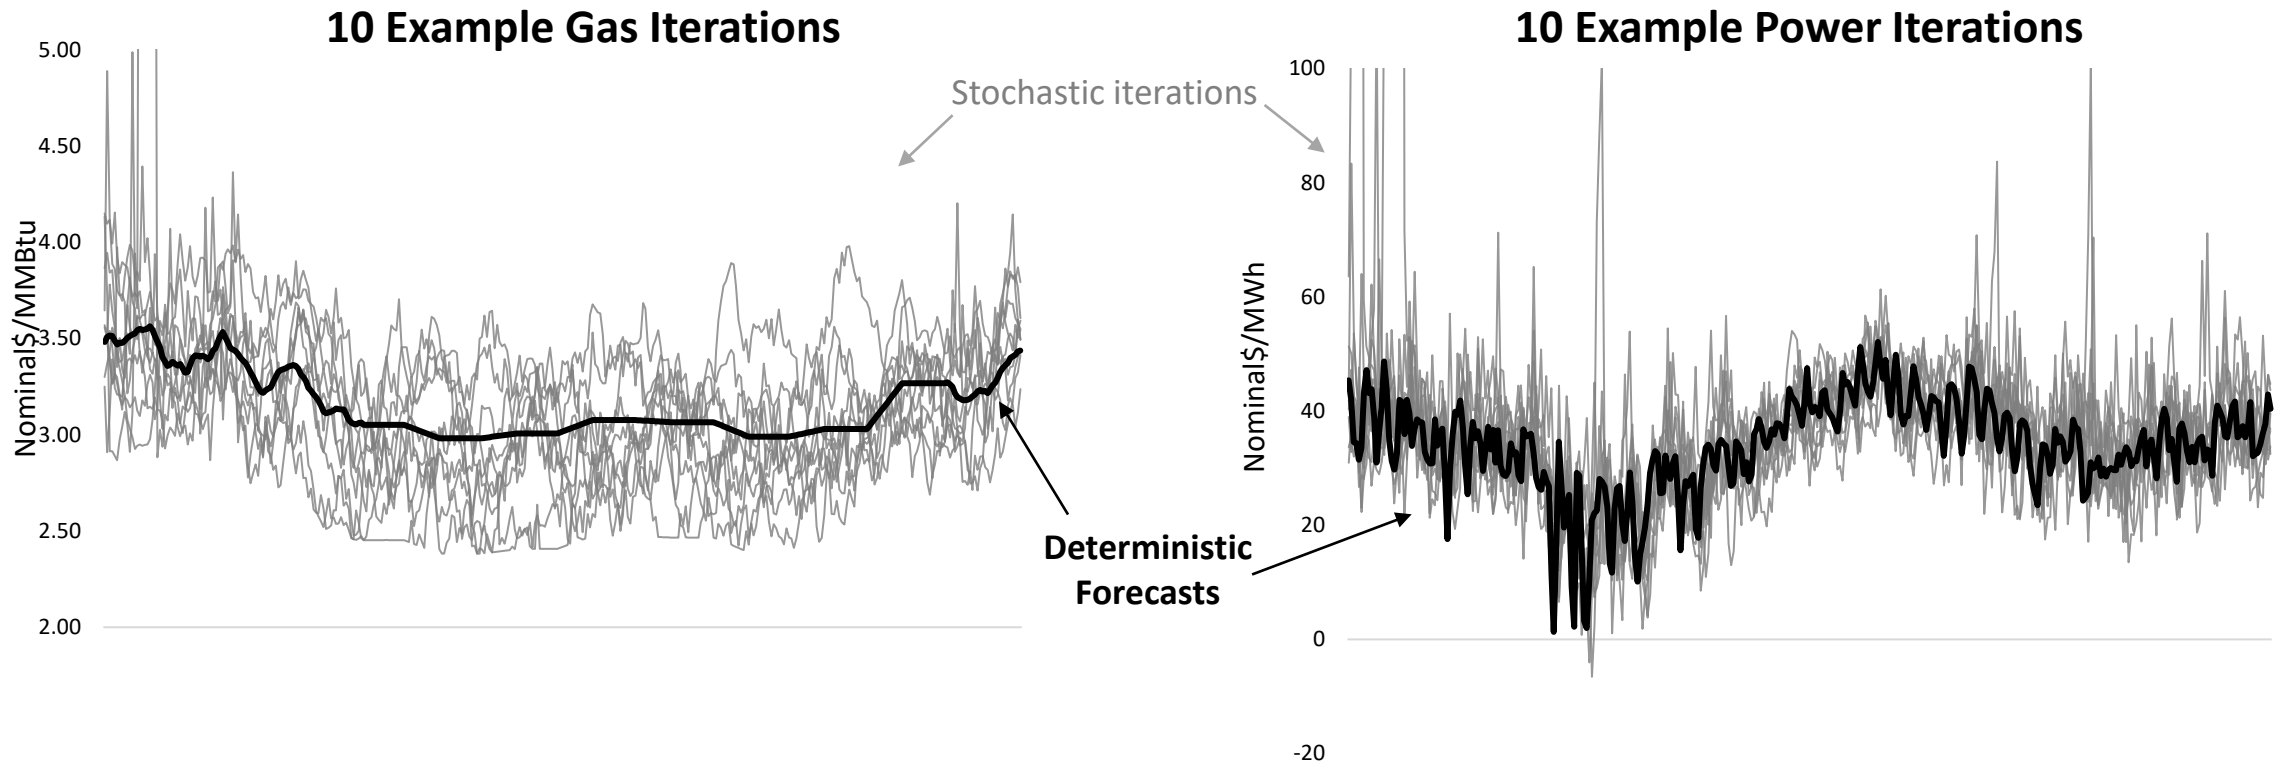 10 Example Gas Iterations
5.00
4.50
4.00
3.50
3.00
2.50
2.00
Nominal$/MMBtu
Stochastic iterations
Deterministic
Forecasts
10 Example Power Iterations
100
80
60
40
20
0
-20
Nominal$/MWh